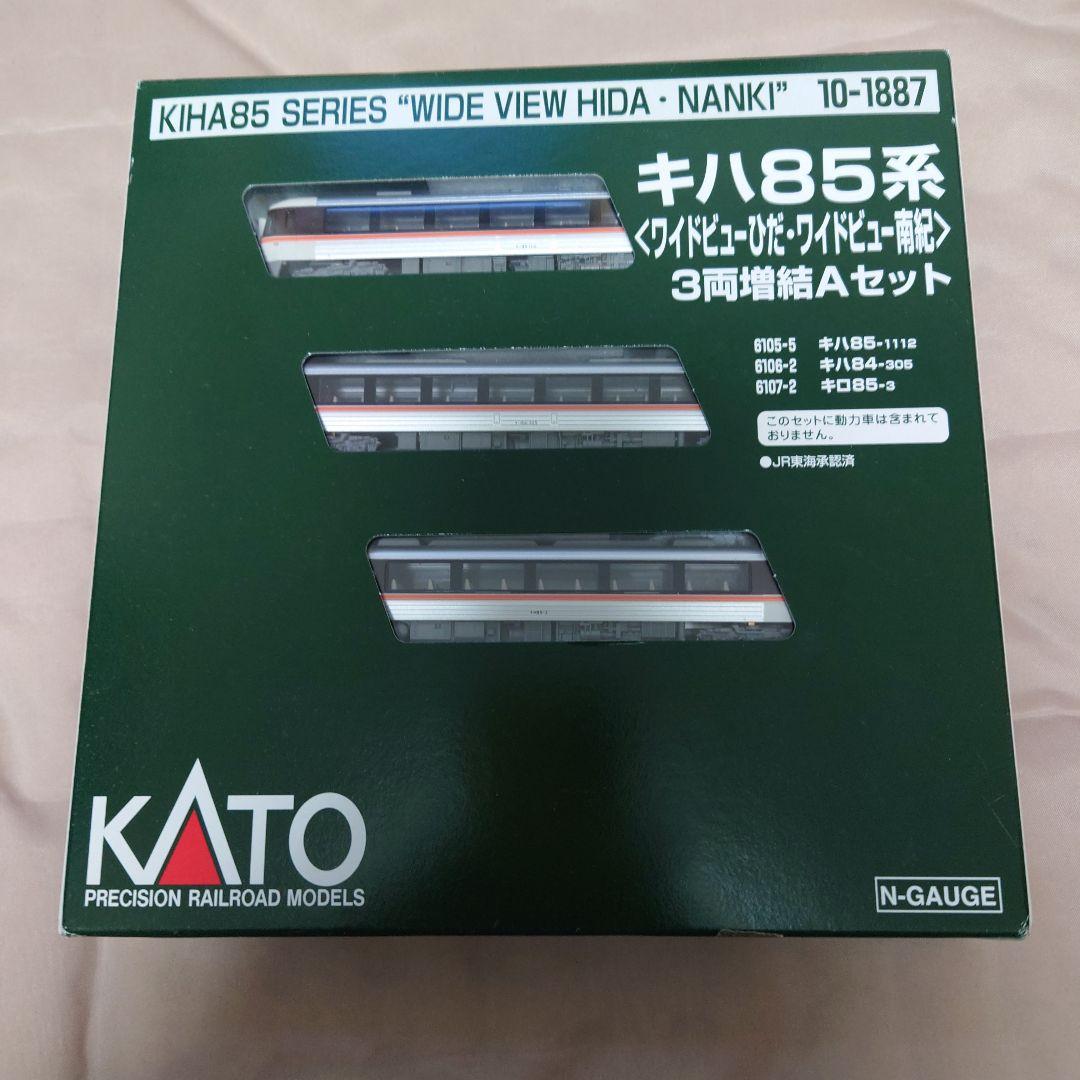 KIHA85 SERIES “WIDE VIEW HIDA・NANKI” 10-1887
キハ85系
〈ワイドビューひだ・ワイドビュー南紀〉
3両増結Aセット
6105-5 キハ85-1112
6106-2 キハ84-305
6107-2 キロ85-3
このセットに動力車は含まれて
おりません。
●JR東海承認済
KATO
PRECISION RAILROAD MODELS
N-GAUGE